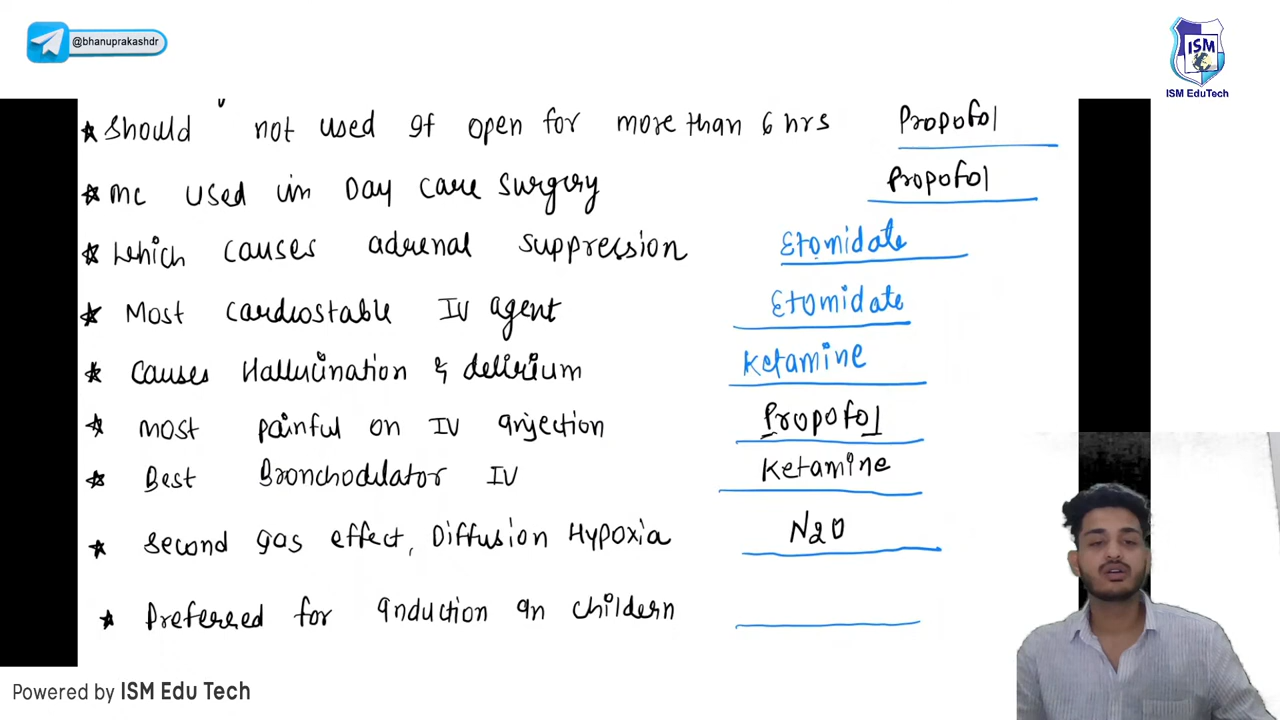 @bhanuprakashdr
ISM
ISM EduTech
★ Should not used If open for more than 6 hrs Propofol
★ MC used in Day care surgery Propofol
★ Which causes adrenal suppression Etomidate
★ Most cardiostable IV agent Etomidate
★ Causes Hallucination & delirium Ketamine
★ most painful on IV injection Propofol
★ Best Bronchodilator IV Ketamine
★ Second gas effect, Diffusion Hypoxia N2O
★ Preferred for induction in childern
Powered by ISM Edu Tech